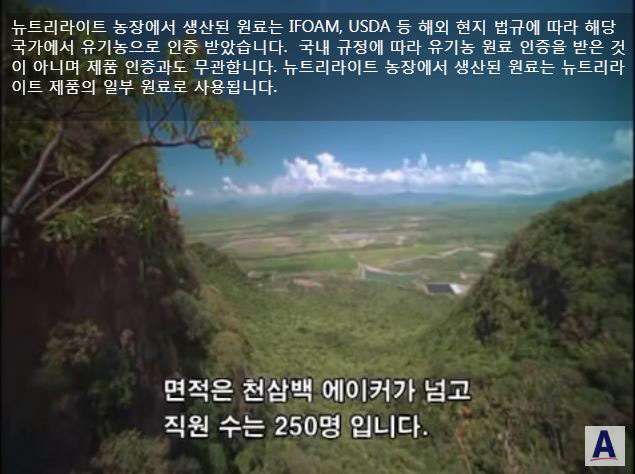 뉴트리라이트 농장에서 생산된 원료는 IFOAM, USDA 등 해외 현지 법규에 따라 해당
국가에서 유기농으로 인증 받았습니다.  국내 규정에 따라 유기농 원료 인증을 받은 것
이 아니며 제품 인증과도 무관합니다. 뉴트리라이트 농장에서 생산된 원료는 뉴트리라
이트 제품의 일부 원료로 사용됩니다.
면적은 천삼백 에이커가 넘고
직원 수는 250명 입니다.
A